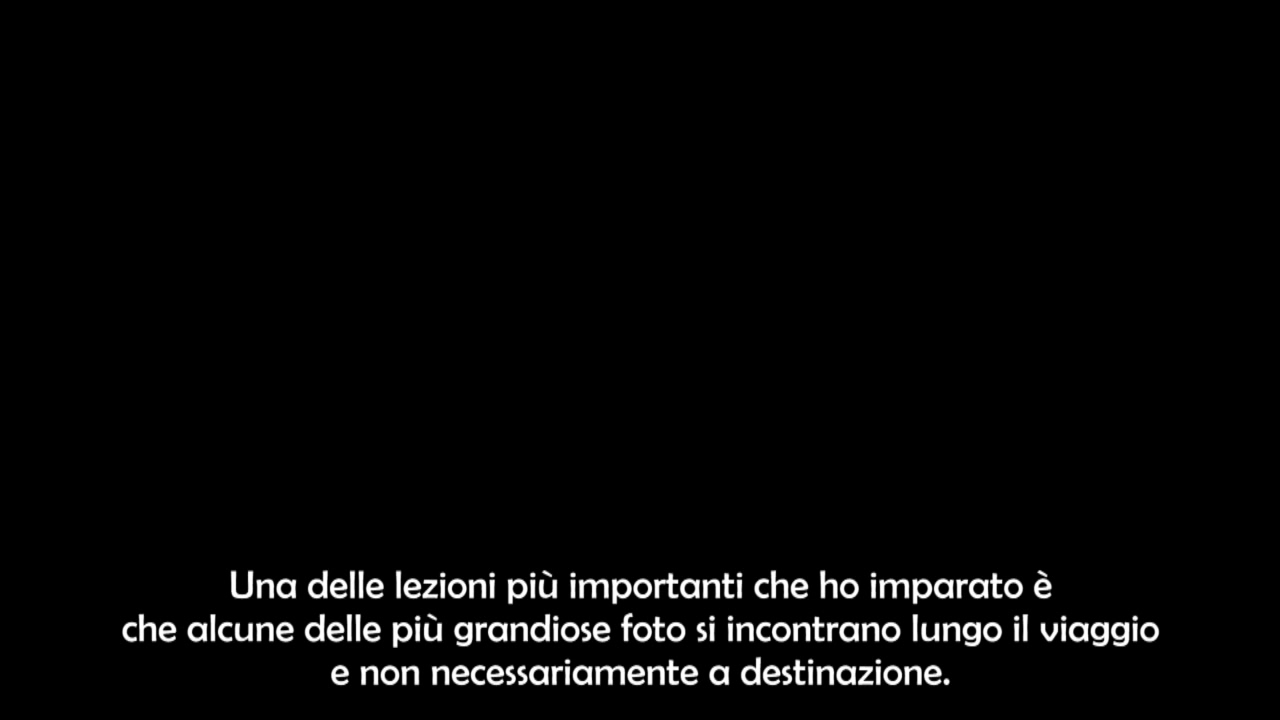 Una delle lezioni più importanti che ho imparato è
che alcune delle più grandiose foto si incontrano lungo il viaggio
e non necessariamente a destinazione.